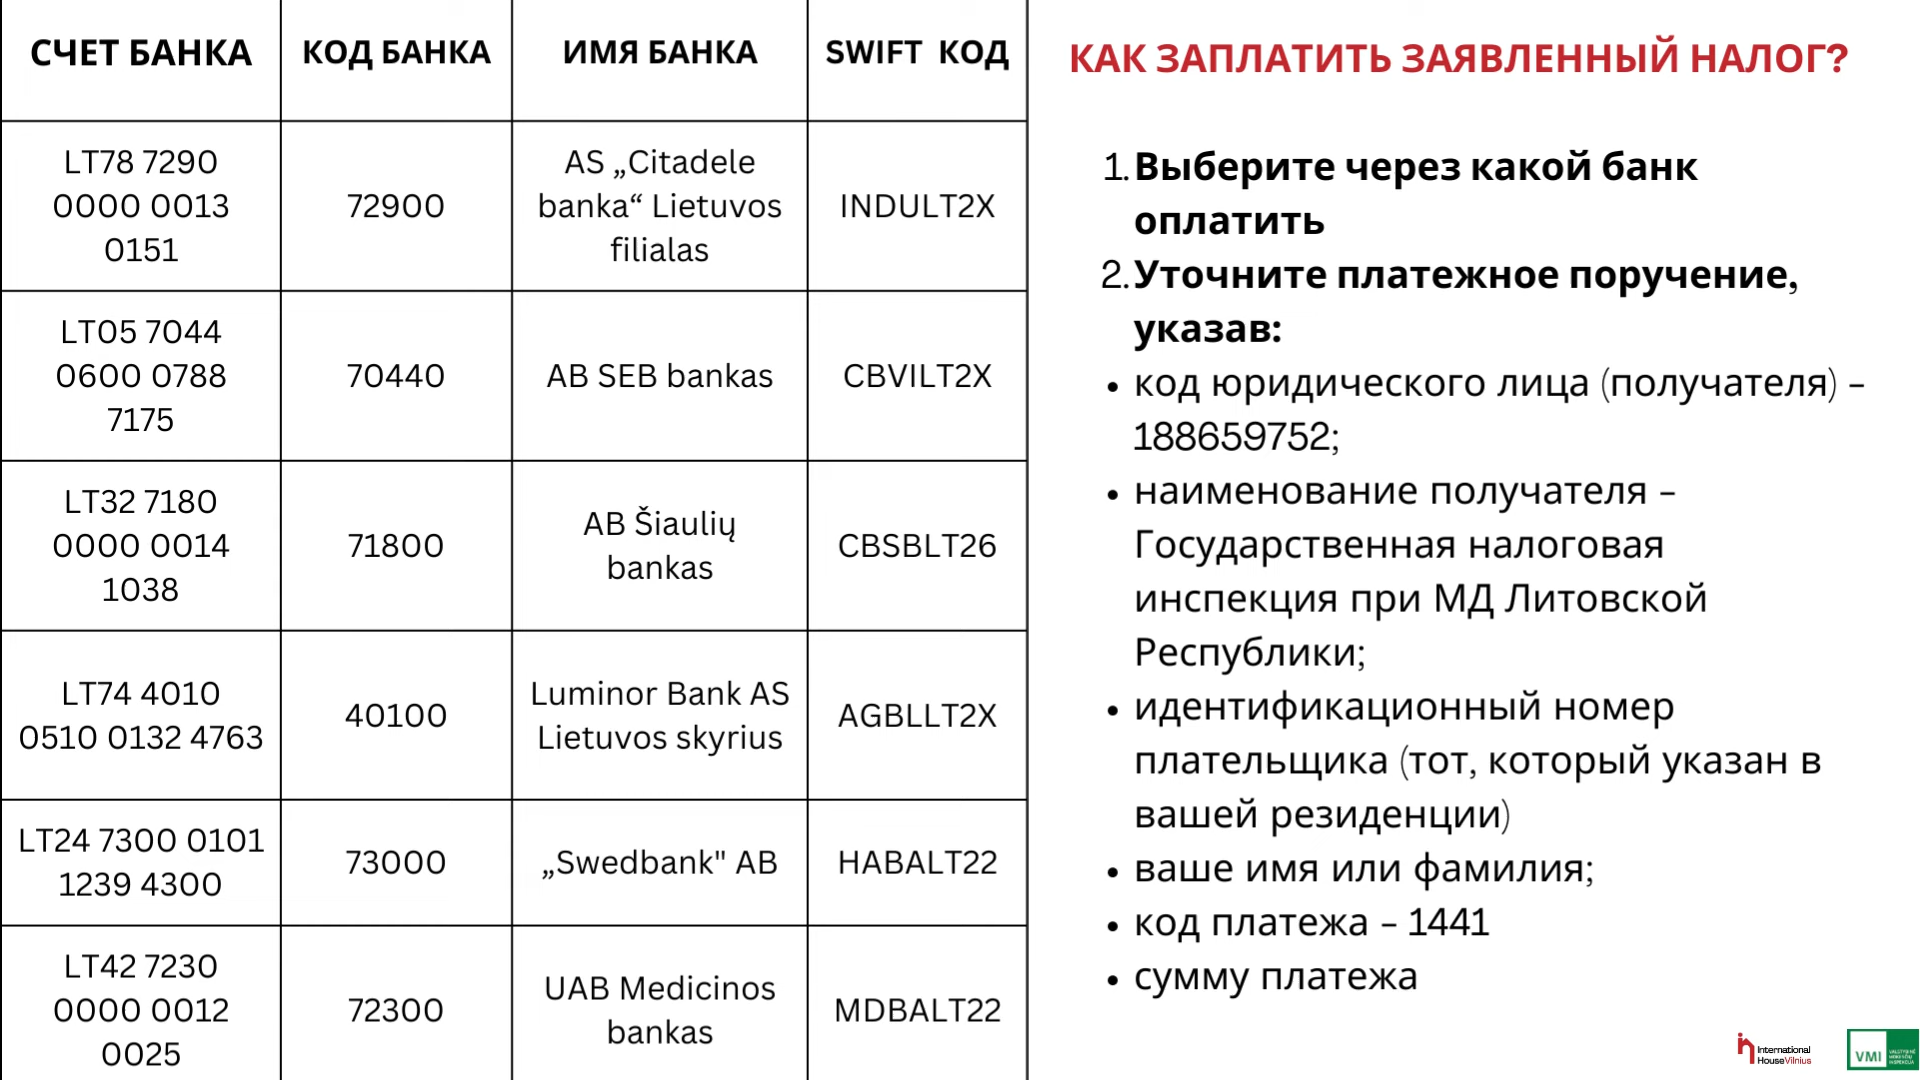 СЧЕТ БАНКА
КОД БАНКА
ИМЯ БАНКА
SWIFT КОД
LT78 7290
0000 0013
0151
72900
AS „Citadele
banka“ Lietuvos
filialas
INDULT2X
LT05 7044
0600 0788
7175
70440
AB SEB bankas
CBVILT2X
LT32 7180
0000 0014
1038
71800
AB Šiaulių
bankas
CBSBLT26
LT74 4010
0510 0132 4763
40100
Luminor Bank AS
Lietuvos skyrius
AGBLLT2X
LT24 7300 0101
1239 4300
73000
„Swedbank" AB
HABALT22
LT42 7230
0000 0012
0025
72300
UAB Medicinos
bankas
MDBALT22
КАК ЗАПЛАТИТЬ ЗАЯВЛЕННЫЙ НАЛОГ?
1. Выберите через какой банк
оплатить
2. Уточните платежное поручение,
указав:
• код юридического лица (получателя) –
188659752;
• наименование получателя –
Государственная налоговая
инспекция при МД Литовской
Республики;
• идентификационный номер
плательщика (тот, который указан в
вашей резиденции)
• ваше имя или фамилия;
• код платежа – 1441
• сумму платежа
International
HouseVilnius
VMI
VALSTYBINĖ
MOKESČIŲ
INSPEKCIJA